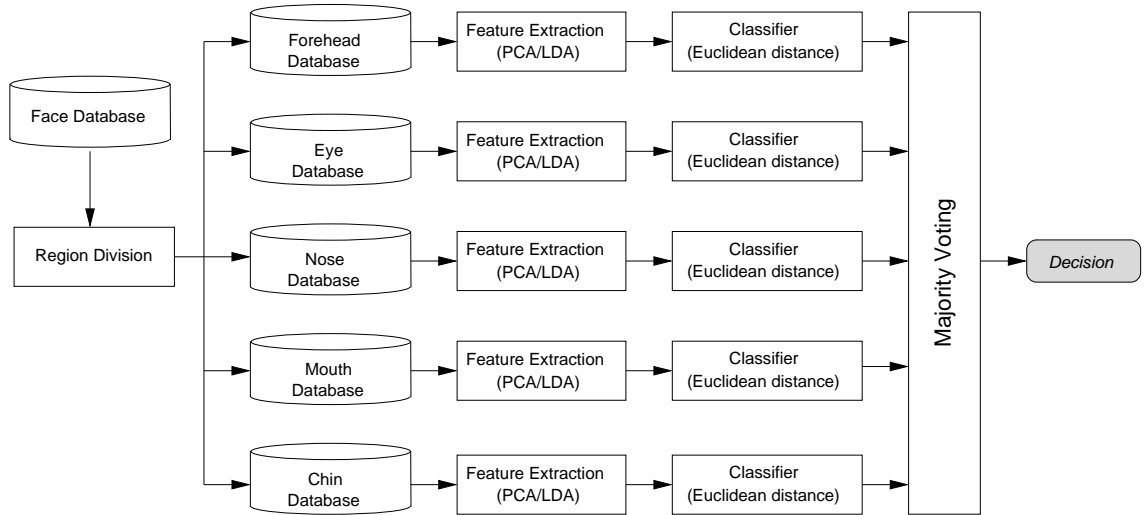 Face Database
Region Division
Forehead
Database
Feature Extraction
(PCA/LDA)
Classifier
(Euclidean distance)
Eye
Database
Feature Extraction
(PCA/LDA)
Classifier
(Euclidean distance)
Nose
Database
Feature Extraction
(PCA/LDA)
Classifier
(Euclidean distance)
Mouth
Database
Feature Extraction
(PCA/LDA)
Classifier
(Euclidean distance)
Chin
Database
Feature Extraction
(PCA/LDA)
Classifier
(Euclidean distance)
Majority Voting
Decision